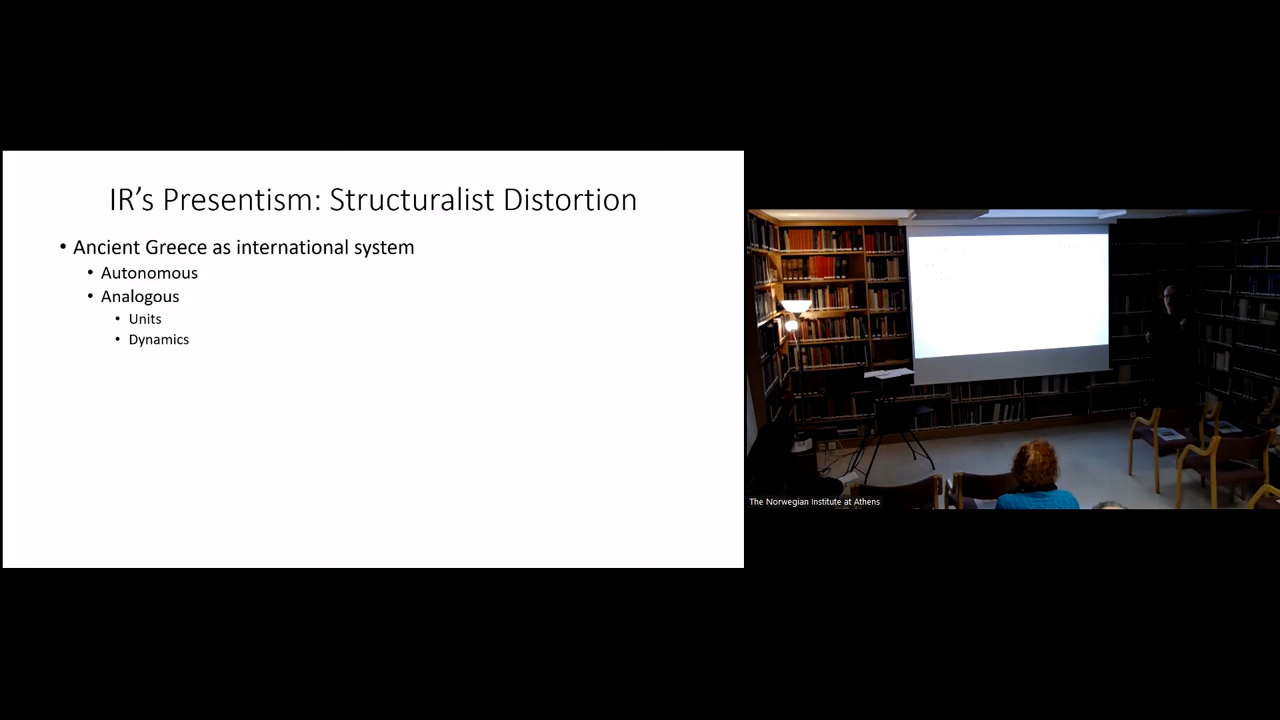 IR’s Presentism: Structuralist Distortion
• Ancient Greece as international system
• Autonomous
• Analogous
• Units
• Dynamics
The Norwegian Institute at Athens